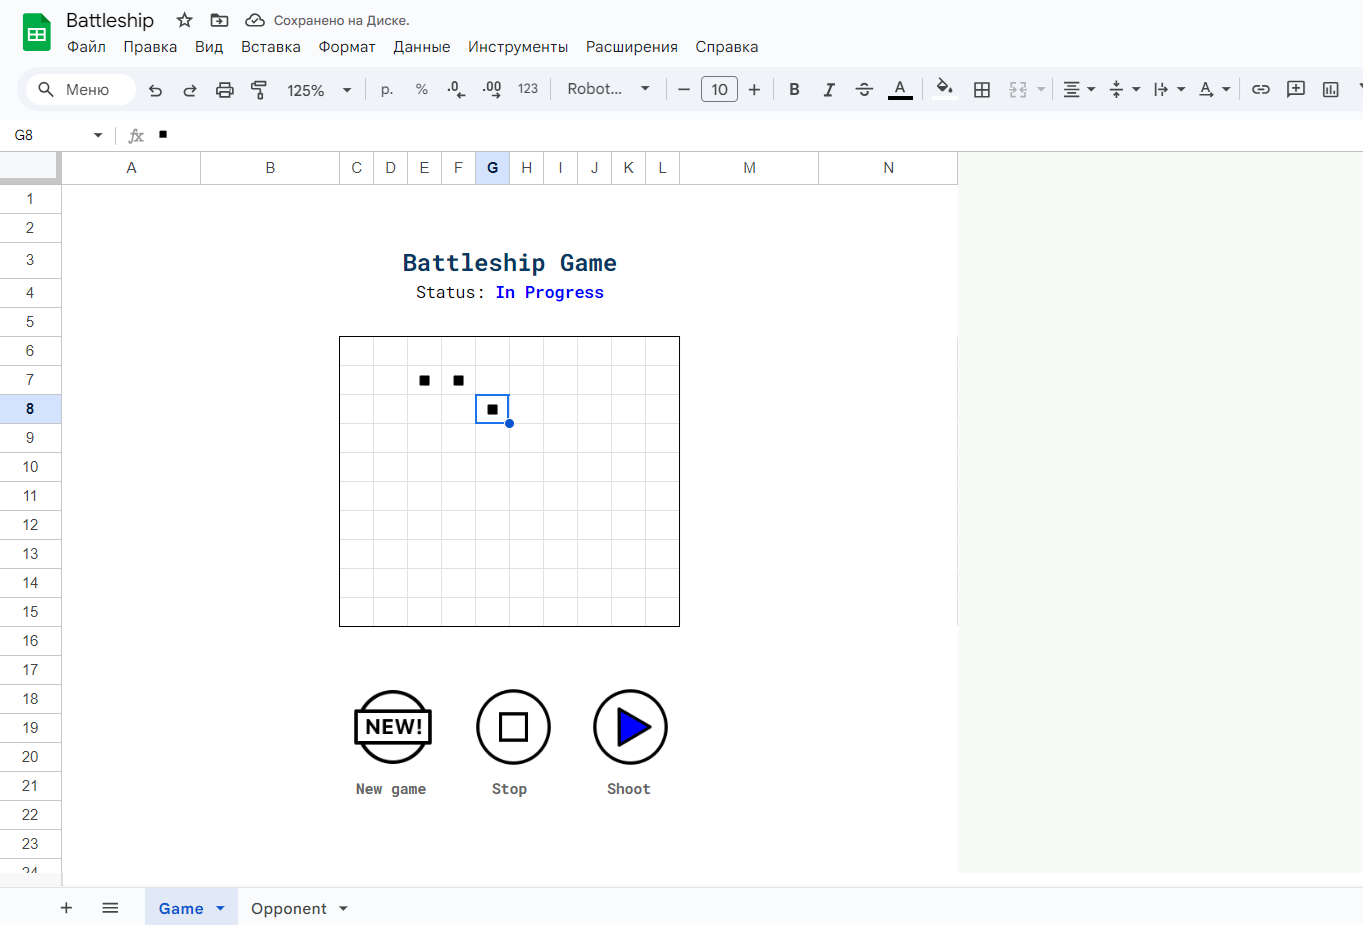 Battleship Сохранено на Диске.
Файл Правка Вид Вставка Формат Данные Инструменты Расширения Справка
Меню 125% р. % .0 .00 123 Robot... 10 B I A
G8 fx ■
A B C D E F G H I J K L M N
1
2
3 Battleship Game
4 Status: In Progress
5
6
7 ■ ■
8 ■
9
10
11
12
13
14
15
16
17
18
19 NEW!
20
21 New game Stop Shoot
22
23
24
Game Opponent